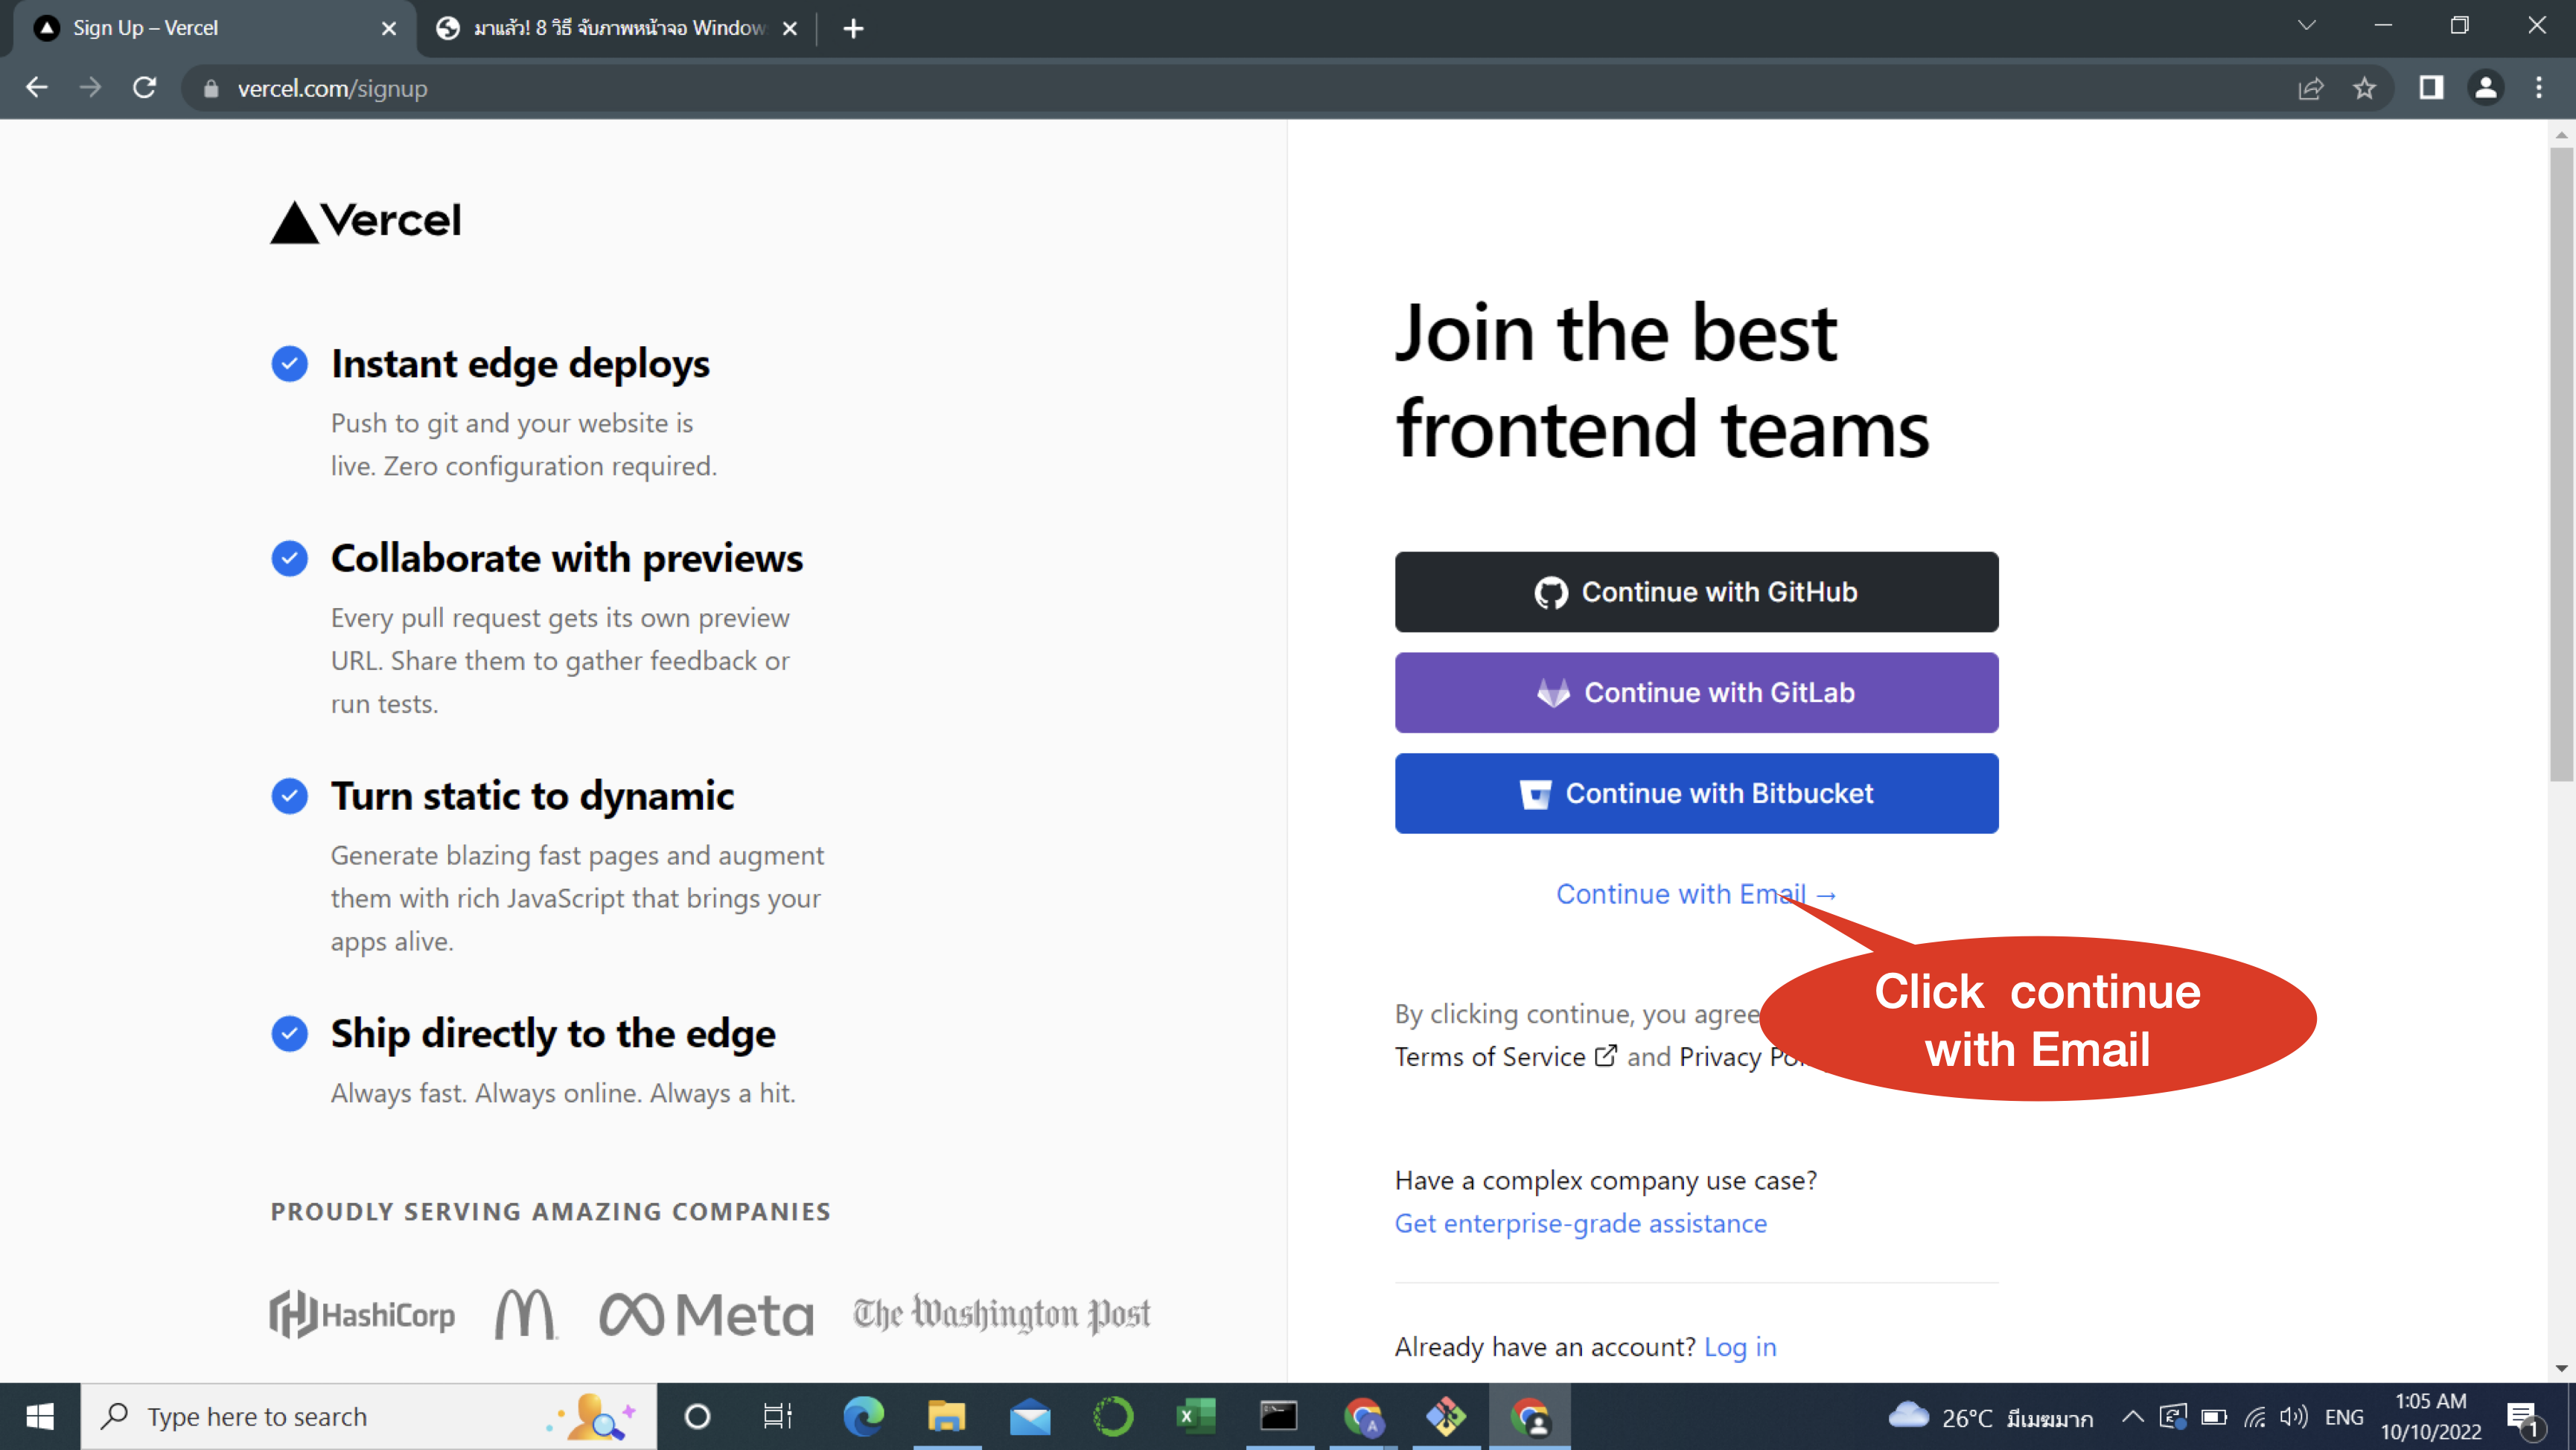 Sign Up – Vercel
มาแล้ว! 8 วิธี จับภาพหน้าจอ Window
vercel.com/signup
Vercel
Instant edge deploys
Push to git and your website is
live. Zero configuration required.
Collaborate with previews
Every pull request gets its own preview
URL. Share them to gather feedback or
run tests.
Turn static to dynamic
Generate blazing fast pages and augment
them with rich JavaScript that brings your
apps alive.
Ship directly to the edge
Always fast. Always online. Always a hit.
PROUDLY SERVING AMAZING COMPANIES
HashiCorp
Meta
The Washington Post
Join the best
frontend teams
Continue with GitHub
Continue with GitLab
Continue with Bitbucket
Continue with Email →
Click continue
with Email
By clicking continue, you agree
Terms of Service and Privacy
Have a complex company use case?
Get enterprise-grade assistance
Already have an account? Log in
Type here to search
26°C มีเมฆมาก
ENG
1:05 AM
10/10/2022
1